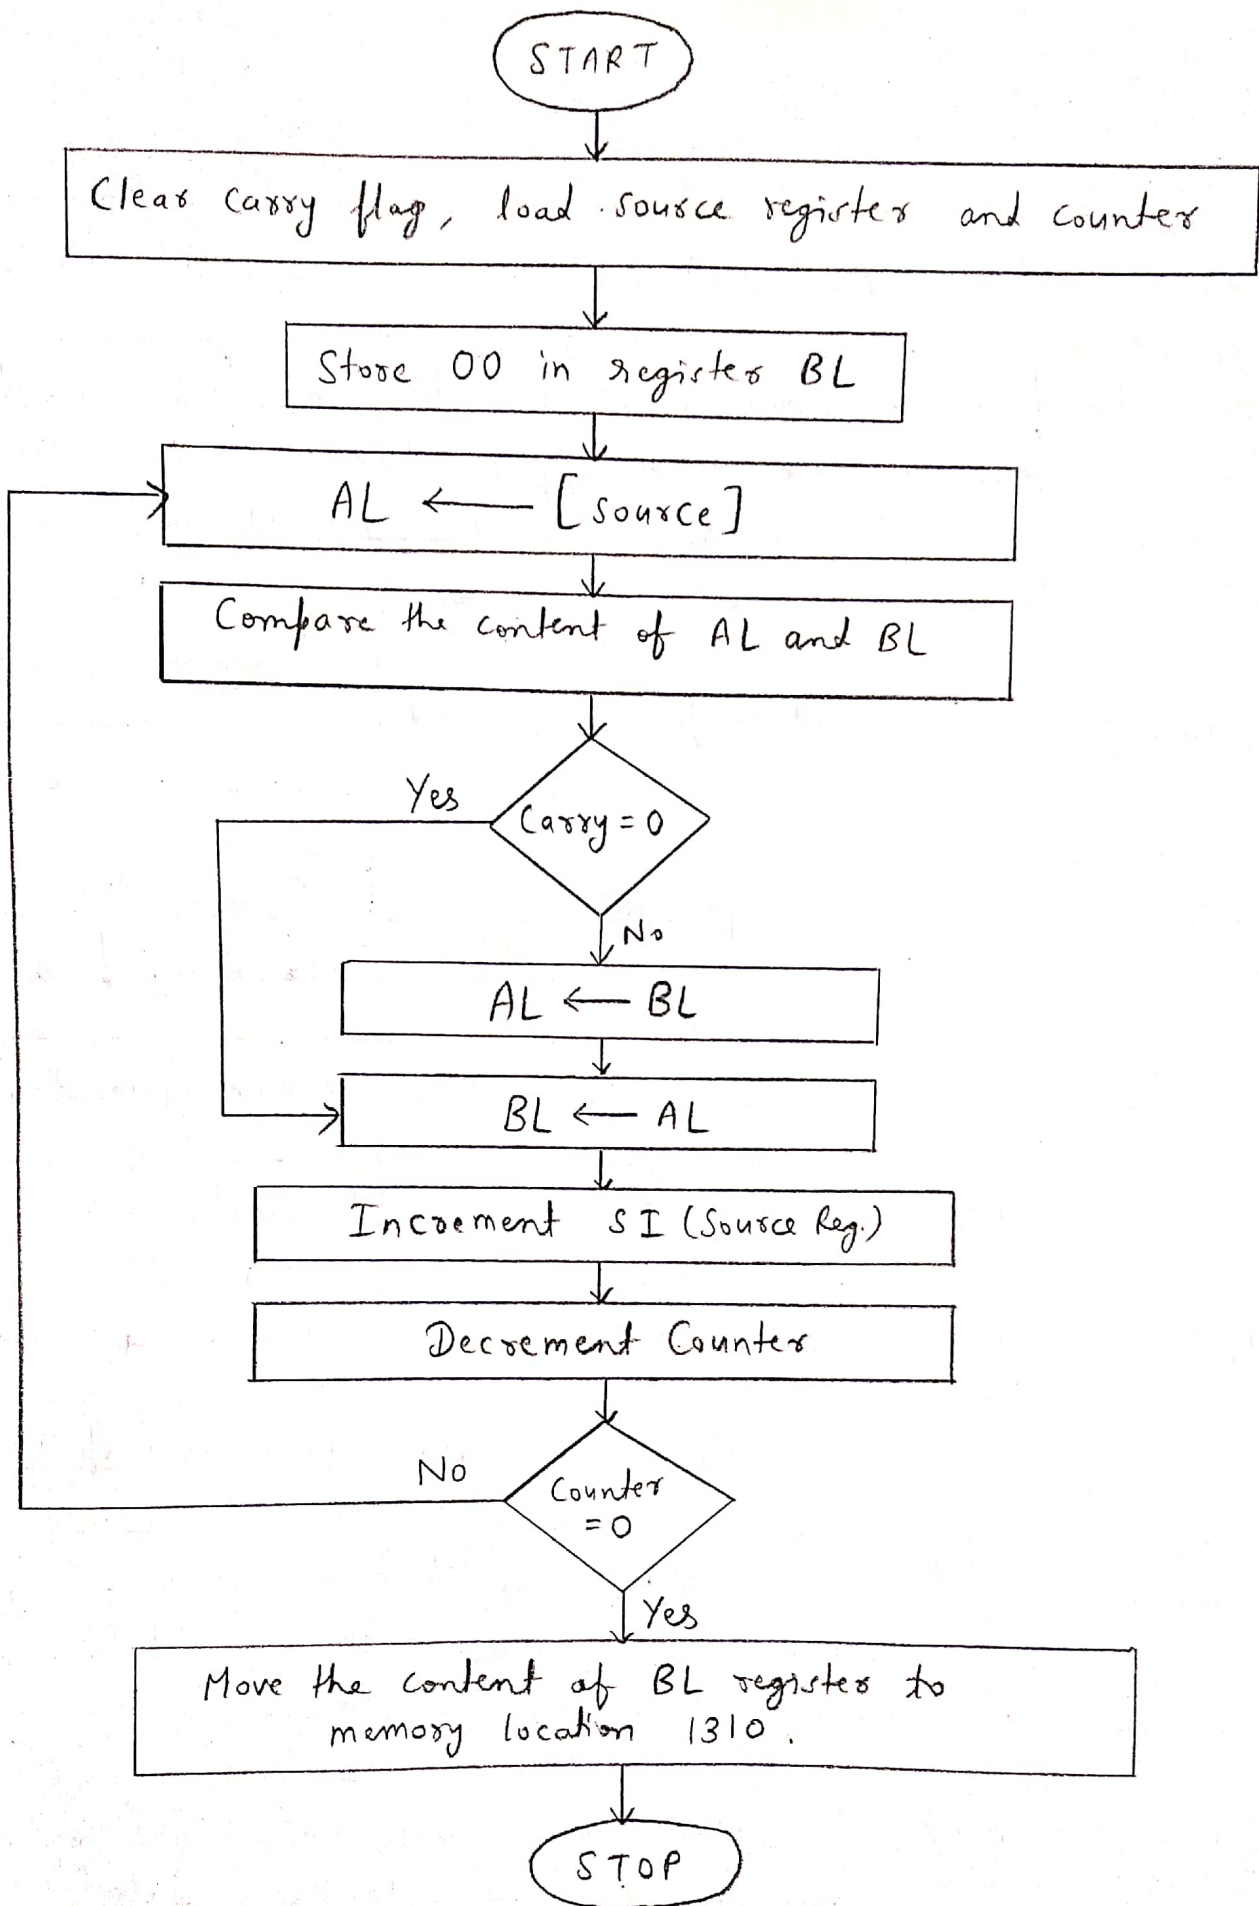 START
Clear carry flag, load source register and counter
Store 00 in register BL
AL ← [source]
Compare the content of AL and BL
Yes
Carry = 0
No
AL ← BL
BL ← AL
Increment SI (Source Reg.)
Decrement Counter
No
Counter
= 0
Yes
Move the content of BL register to
memory location 1310.
STOP